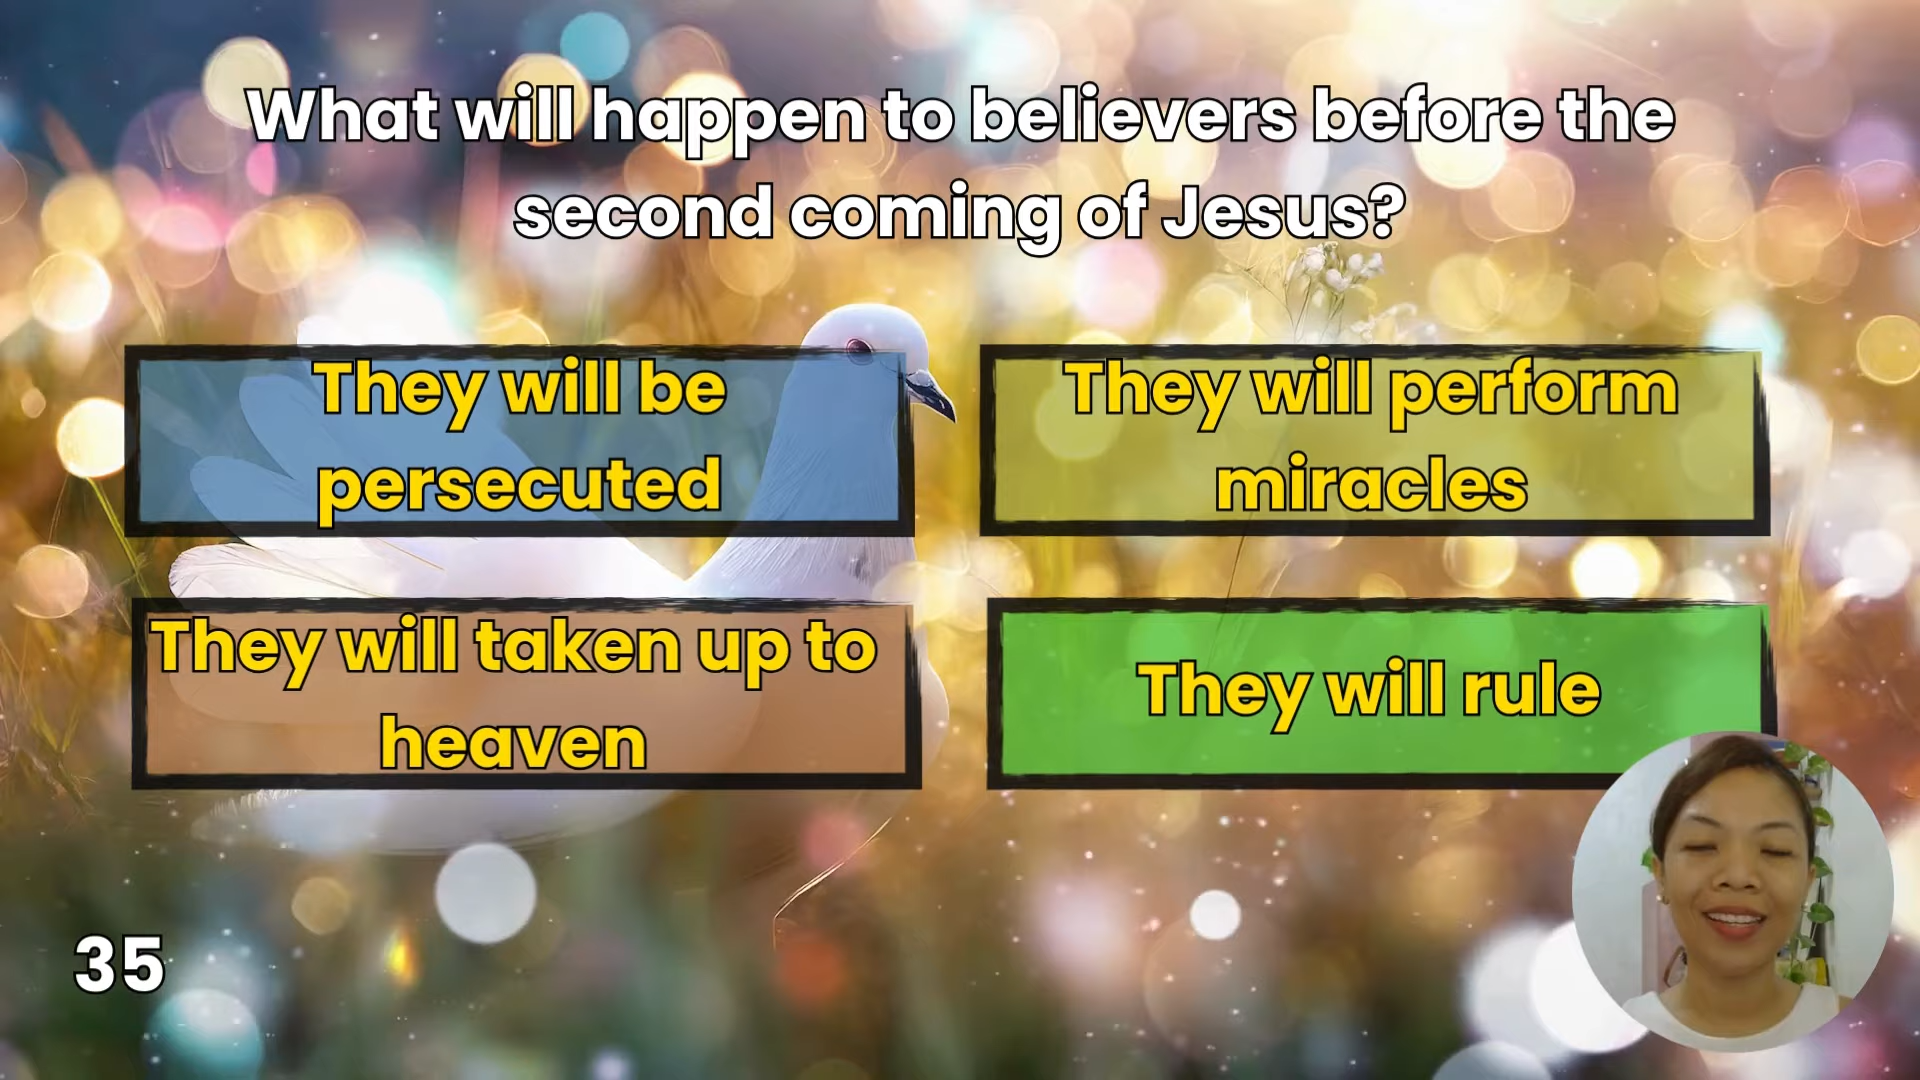 What will happen to believers before the
second coming of Jesus?
They will be
persecuted
They will perform
miracles
They will taken up to
heaven
They will rule
35